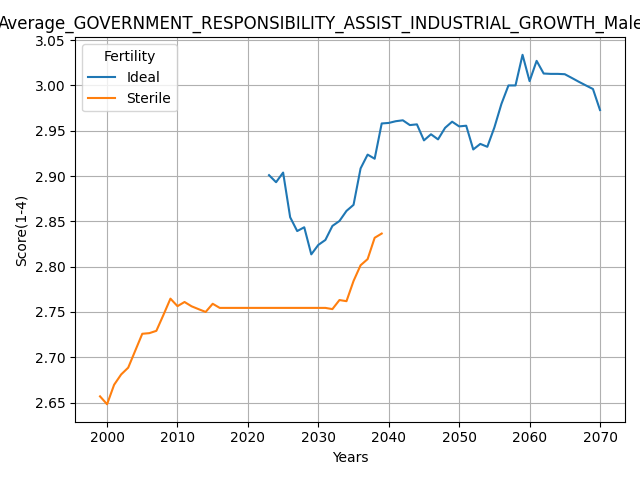 Average_GOVERNMENT_RESPONSIBILITY_ASSIST_INDUSTRIAL_GROWTH_Male
Fertility
Ideal
Sterile
Score(1-4)
3.05
3.00
2.95
2.90
2.85
2.80
2.75
2.70
2.65
2000 2010 2020 2030 2040 2050 2060 2070
Years